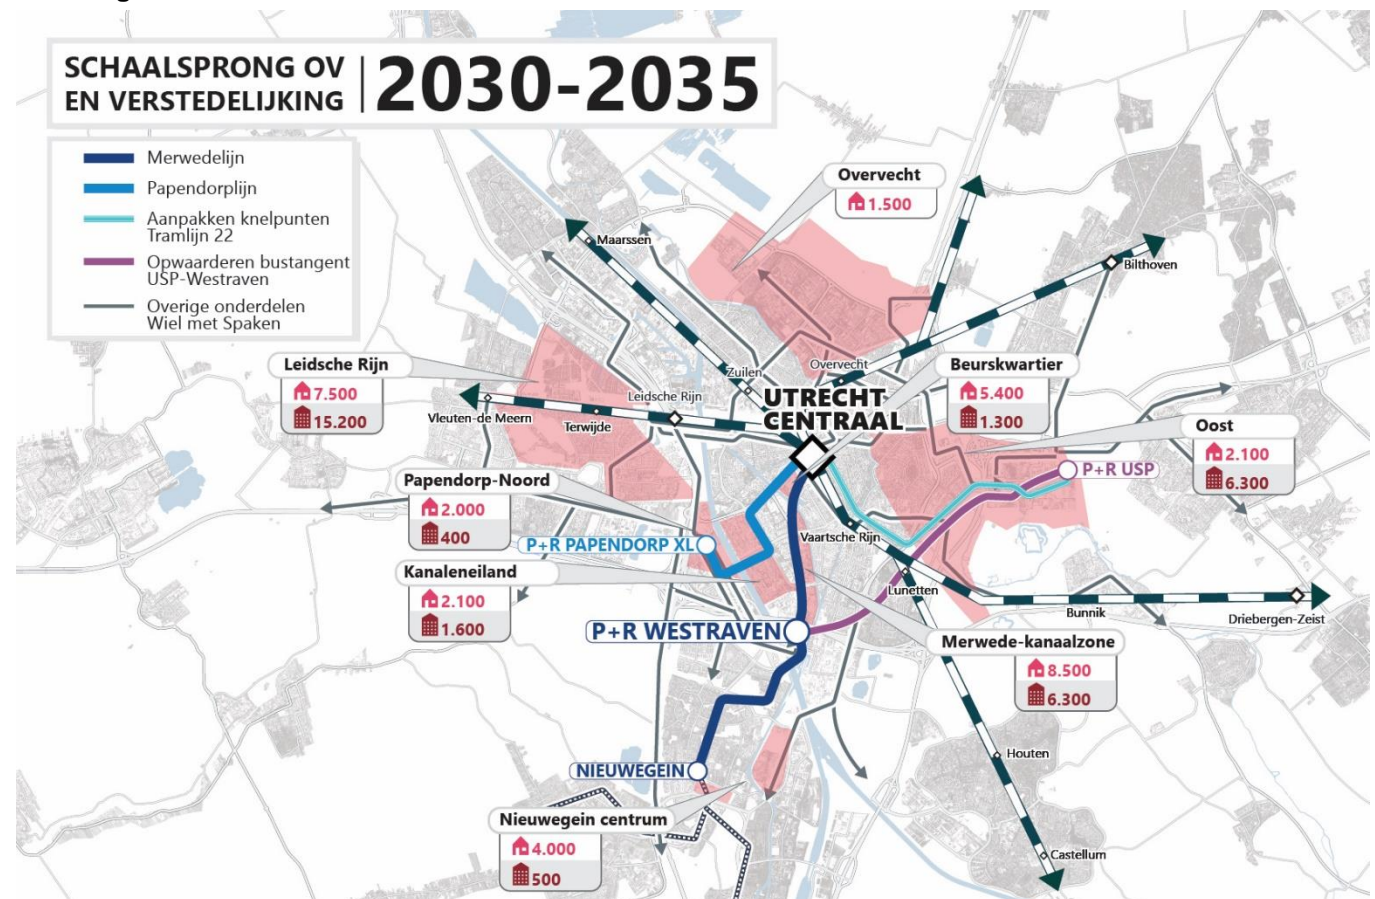 SCHAALSPRONG OV
EN VERSTEDELIJKING
2030-2035
Merwedelijn
Papendorplijn
Aanpakken knelpunten
Tramlijn 22
Opwaarderen bustangent
USP-Westraven
Overige onderdelen
Wiel met Spaken
Overvecht
1.500
Maarssen
Bilthoven
Leidsche Rijn
7.500
15.200
Zuilen
Overvecht
Beurskwartier
5.400
1.300
Leidsche Rijn
UTRECHT
CENTRAAL
Vleuten-de Meern
Terwijde
Oost
2.100
6.300
P+R USP
Papendorp-Noord
2.000
400
Vaartsche Rijn
P+R PAPENDORP XL
Kanaleneiland
2.100
1.600
Lunetten
Bunnik
Driebergen-Zeist
P+R WESTRAVEN
Merwede-kanaalzone
8.500
6.300
Houten
NIEUWEGEIN
Nieuwegein centrum
4.000
500
Castellum